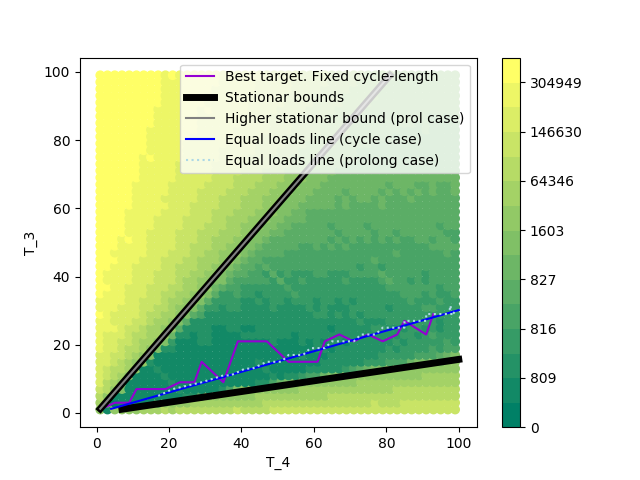 Best target. Fixed cycle-length
Stationar bounds
Higher stationar bound (prol case)
Equal loads line (cycle case)
Equal loads line (prolong case)
100
80
60
40
20
0
T_3
0 20 40 60 80 100
T_4
304949
146630
64346
1603
827
816
809
0